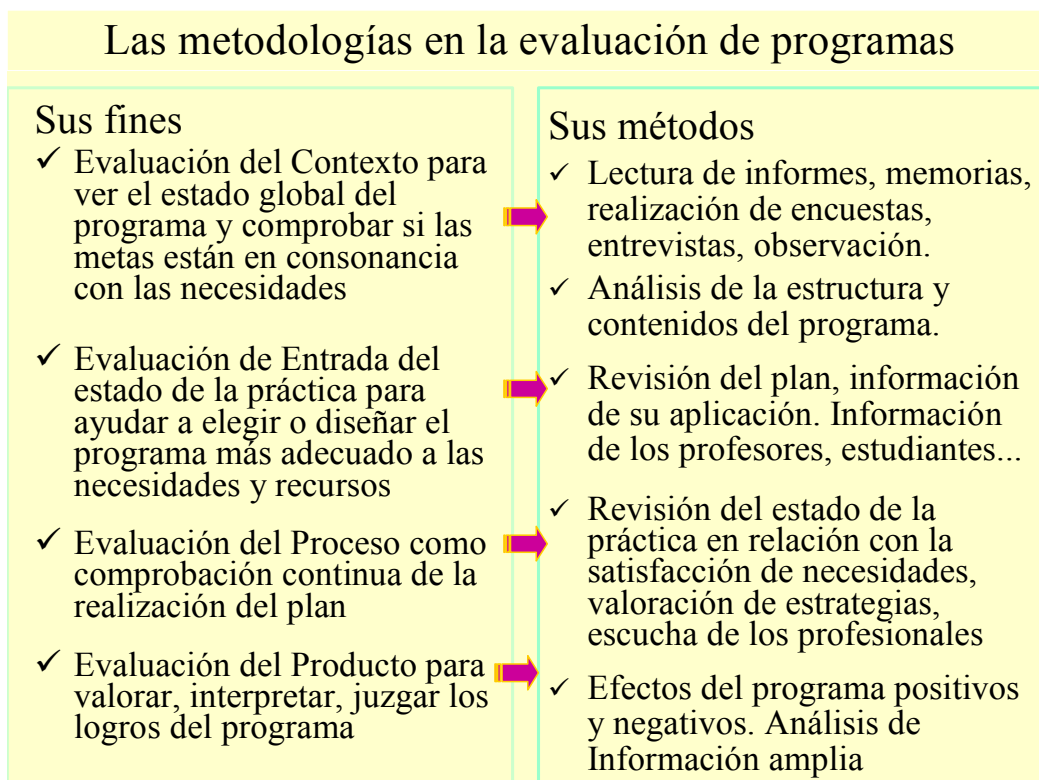 Las metodologías en la evaluación de programas
Sus fines
✓ Evaluación del Contexto para
ver el estado global del
programa y comprobar si las
metas están en consonancia
con las necesidades
✓ Evaluación de Entrada del
estado de la práctica para
ayudar a elegir o diseñar el
programa más adecuado a las
necesidades y recursos
✓ Evaluación del Proceso como
comprobación continua de la
realización del plan
✓ Evaluación del Producto para
valorar, interpretar, juzgar los
logros del programa
Sus métodos
✓ Lectura de informes, memorias,
realización de encuestas,
entrevistas, observación.
✓ Análisis de la estructura y
contenidos del programa.
✓ Revisión del plan, información
de su aplicación. Información
de los profesores, estudiantes...
✓ Revisión del estado de la
práctica en relación con la
satisfacción de necesidades,
valoración de estrategias,
escucha de los profesionales
✓ Efectos del programa positivos
y negativos. Análisis de
Información amplia